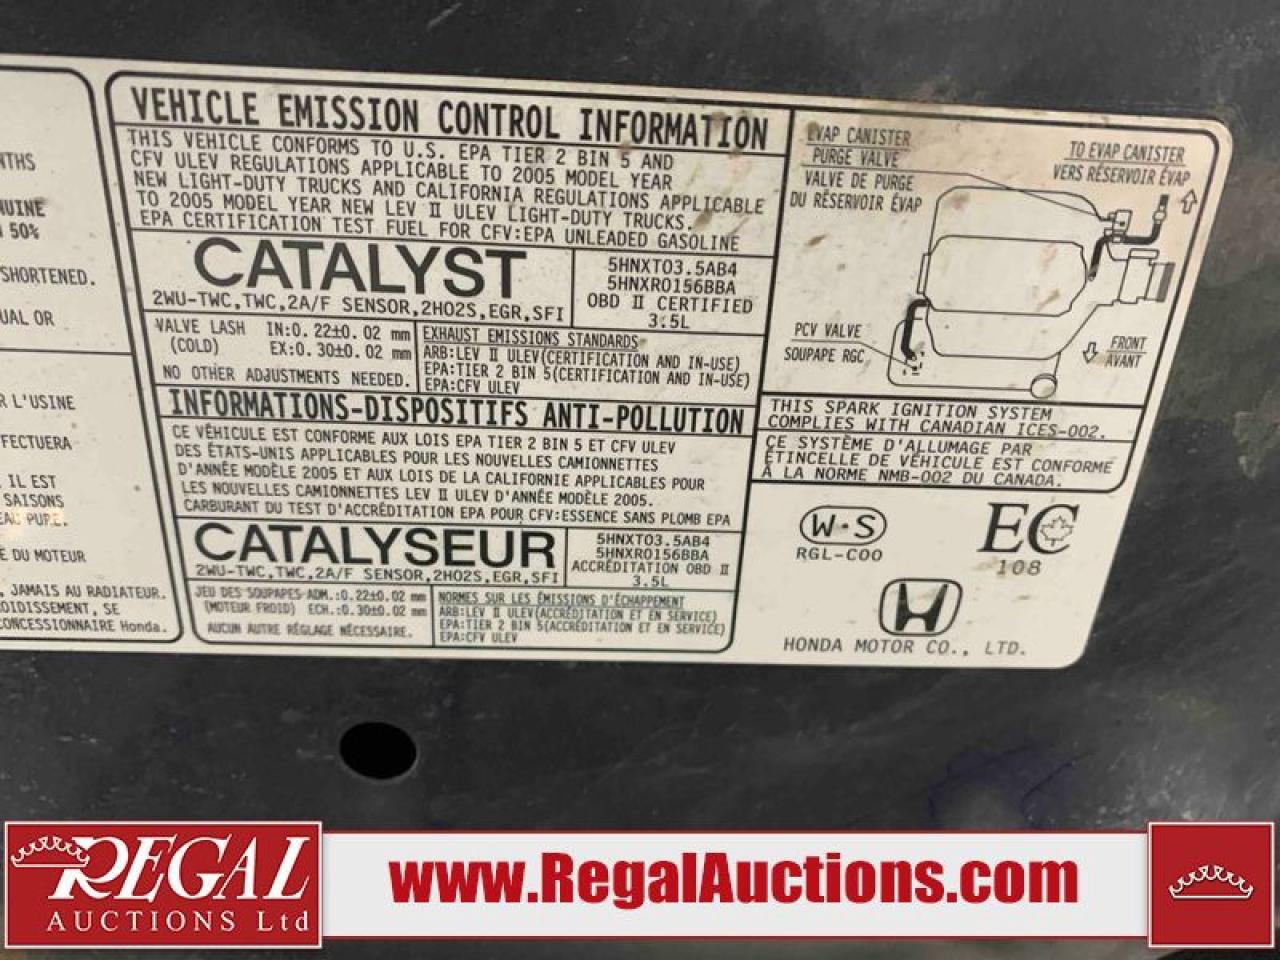 NTHS
NUINE
50%
SHORTENED.
UAL OR
R L'USINE
FECTUERA
IL EST
SAISONS
EAU PURE.
E DU MOTEUR
, JAMAIS AU RADIATEUR.
ROIDISSEMENT, SE
CONCESSIONNAIRE Honda.
VEHICLE EMISSION CONTROL INFORMATION
THIS VEHICLE CONFORMS TO U.S. EPA TIER 2 BIN 5 AND
CFV ULEV REGULATIONS APPLICABLE TO 2005 MODEL YEAR
NEW LIGHT-DUTY TRUCKS AND CALIFORNIA REGULATIONS APPLICABLE
TO 2005 MODEL YEAR NEW LEV II ULEV LIGHT-DUTY TRUCKS.
EPA CERTIFICATION TEST FUEL FOR CFV:EPA UNLEADED GASOLINE
CATALYST
2WU-TWC,TWC,2A/F SENSOR,2HO2S,EGR,SFI
5HNXT03.5AB4
5HNXR0156BBA
OBD II CERTIFIED
3.5L
VALVE LASH IN:0.22±0.02 mm
(COLD) EX:0.30±0.02 mm
NO OTHER ADJUSTMENTS NEEDED.
EXHAUST EMISSIONS STANDARDS
ARB:LEV II ULEV(CERTIFICATION AND IN-USE)
EPA:TIER 2 BIN 5(CERTIFICATION AND IN-USE)
EPA:CFV ULEV
INFORMATIONS-DISPOSITIFS ANTI-POLLUTION
CE VÉHICULE EST CONFORME AUX LOIS EPA TIER 2 BIN 5 ET CFV ULEV
DES ÉTATS-UNIS APPLICABLES POUR LES NOUVELLES CAMIONNETTES
D'ANNÉE MODÈLE 2005 ET AUX LOIS DE LA CALIFORNIE APPLICABLES POUR
LES NOUVELLES CAMIONNETTES LEV II ULEV D'ANNÉE MODÈLE 2005.
CARBURANT DU TEST D'ACCRÉDITATION EPA POUR CFV:ESSENCE SANS PLOMB EPA
CATALYSEUR
2WU-TWC,TWC,2A/F SENSOR,2HO2S,EGR,SFI
5HNXT03.5AB4
5HNXR0156BBA
ACCRÉDITATION OBD II
3.5L
JEU DES SOUPAPES ADM.:0.22±0.02 mm
(MOTEUR FROID) ECH.:0.30±0.02 mm
AUCUN AUTRE RÉGLAGE NÉCESSAIRE.
NORMES SUR LES ÉMISSIONS D'ÉCHAPPEMENT
ARB:LEV II ULEV(ACCRÉDITATION ET EN SERVICE)
EPA:TIER 2 BIN 5(ACCRÉDITATION ET EN SERVICE)
EPA:CFV ULEV
EVAP CANISTER
PURGE VALVE
VALVE DE PURGE
DU RÉSERVOIR ÉVAP
TO EVAP CANISTER
VERS RÉSERVOIR ÉVAP
PCV VALVE
SOUPAPE RGC
FRONT
AVANT
THIS SPARK IGNITION SYSTEM
COMPLIES WITH CANADIAN ICES-002.
CE SYSTÈME D'ALLUMAGE PAR
ÉTINCELLE DE VÉHICULE EST CONFORME
À LA NORME NMB-002 DU CANADA.
W-S
RGL-C00
EC
108
HONDA MOTOR CO., LTD.
REGAL
AUCTIONS Ltd
www.RegalAuctions.com